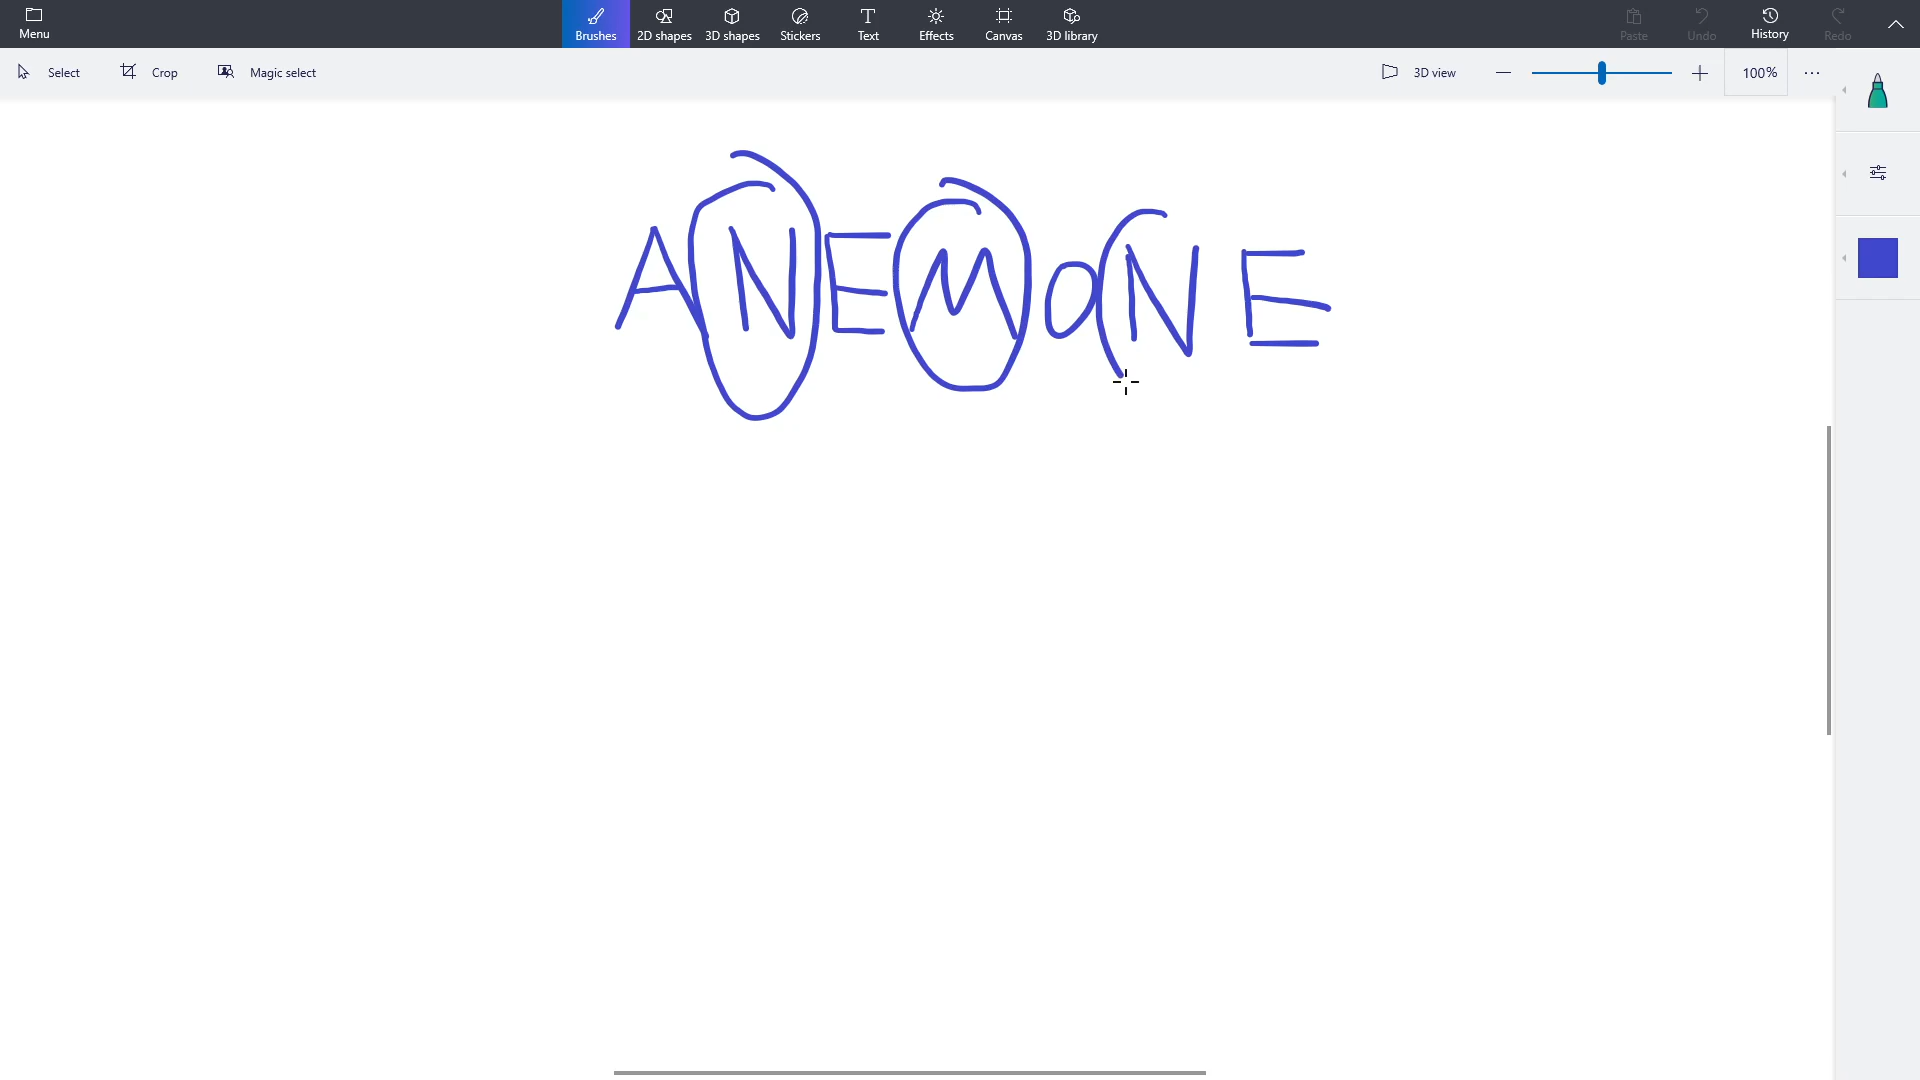 Menu Brushes 2D shapes 3D shapes Stickers Text Effects Canvas 3D library Paste Undo History Redo
Select Crop Magic select 3D view 100%
ANEMONE